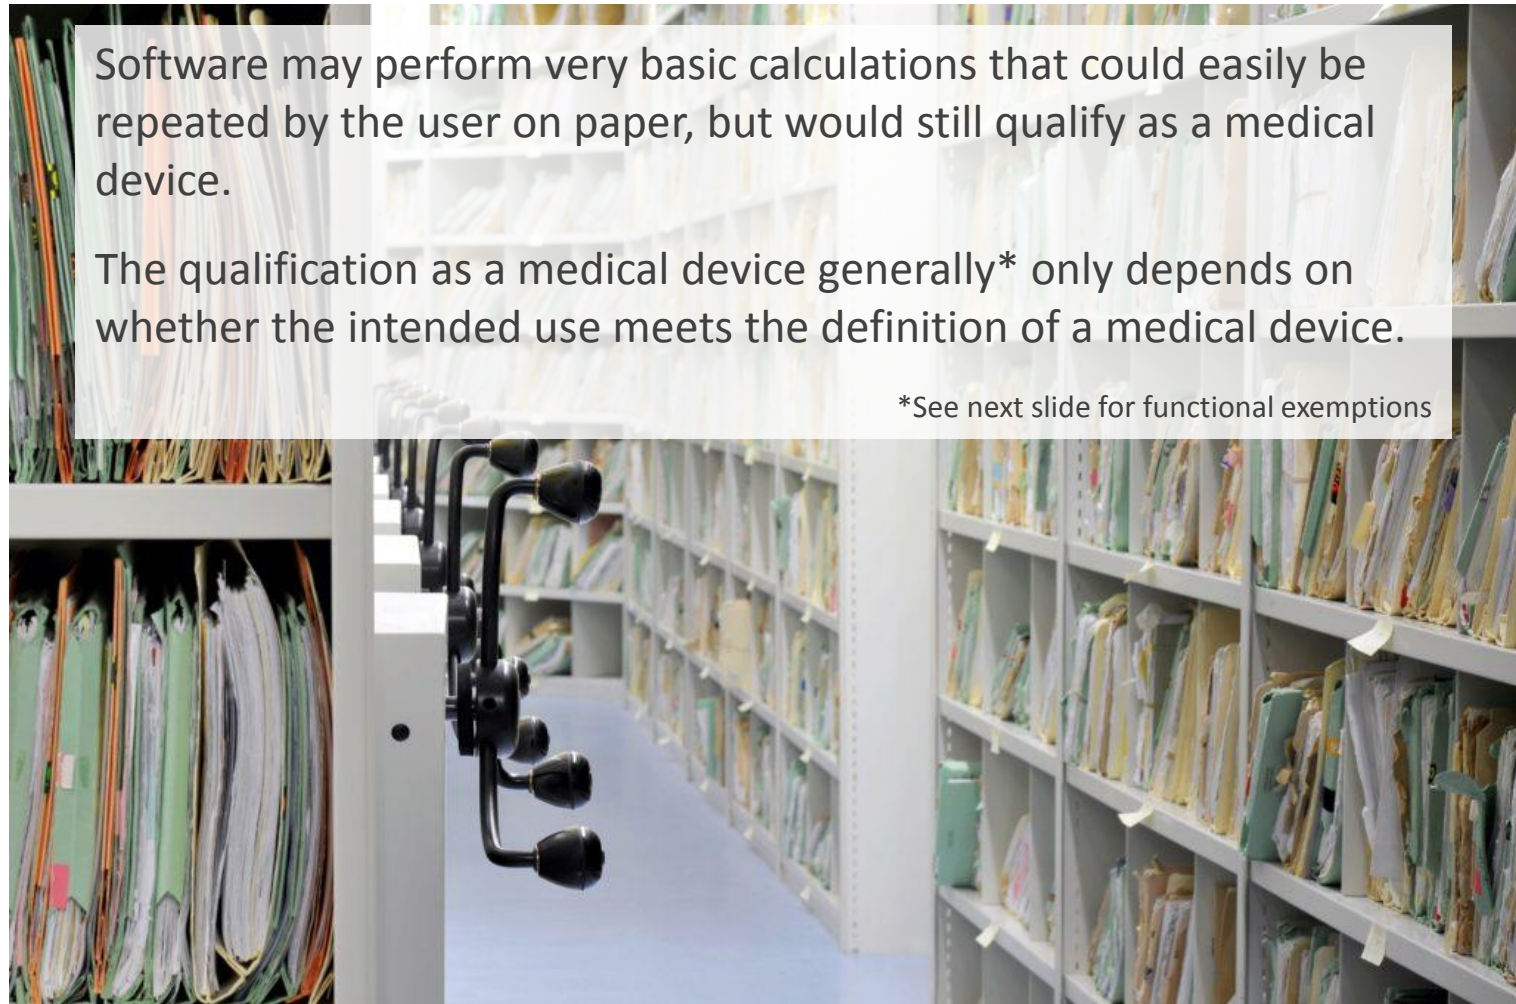 Software may perform very basic calculations that could easily be
repeated by the user on paper, but would still qualify as a medical
device.
The qualification as a medical device generally* only depends on
whether the intended use meets the definition of a medical device.
*See next slide for functional exemptions